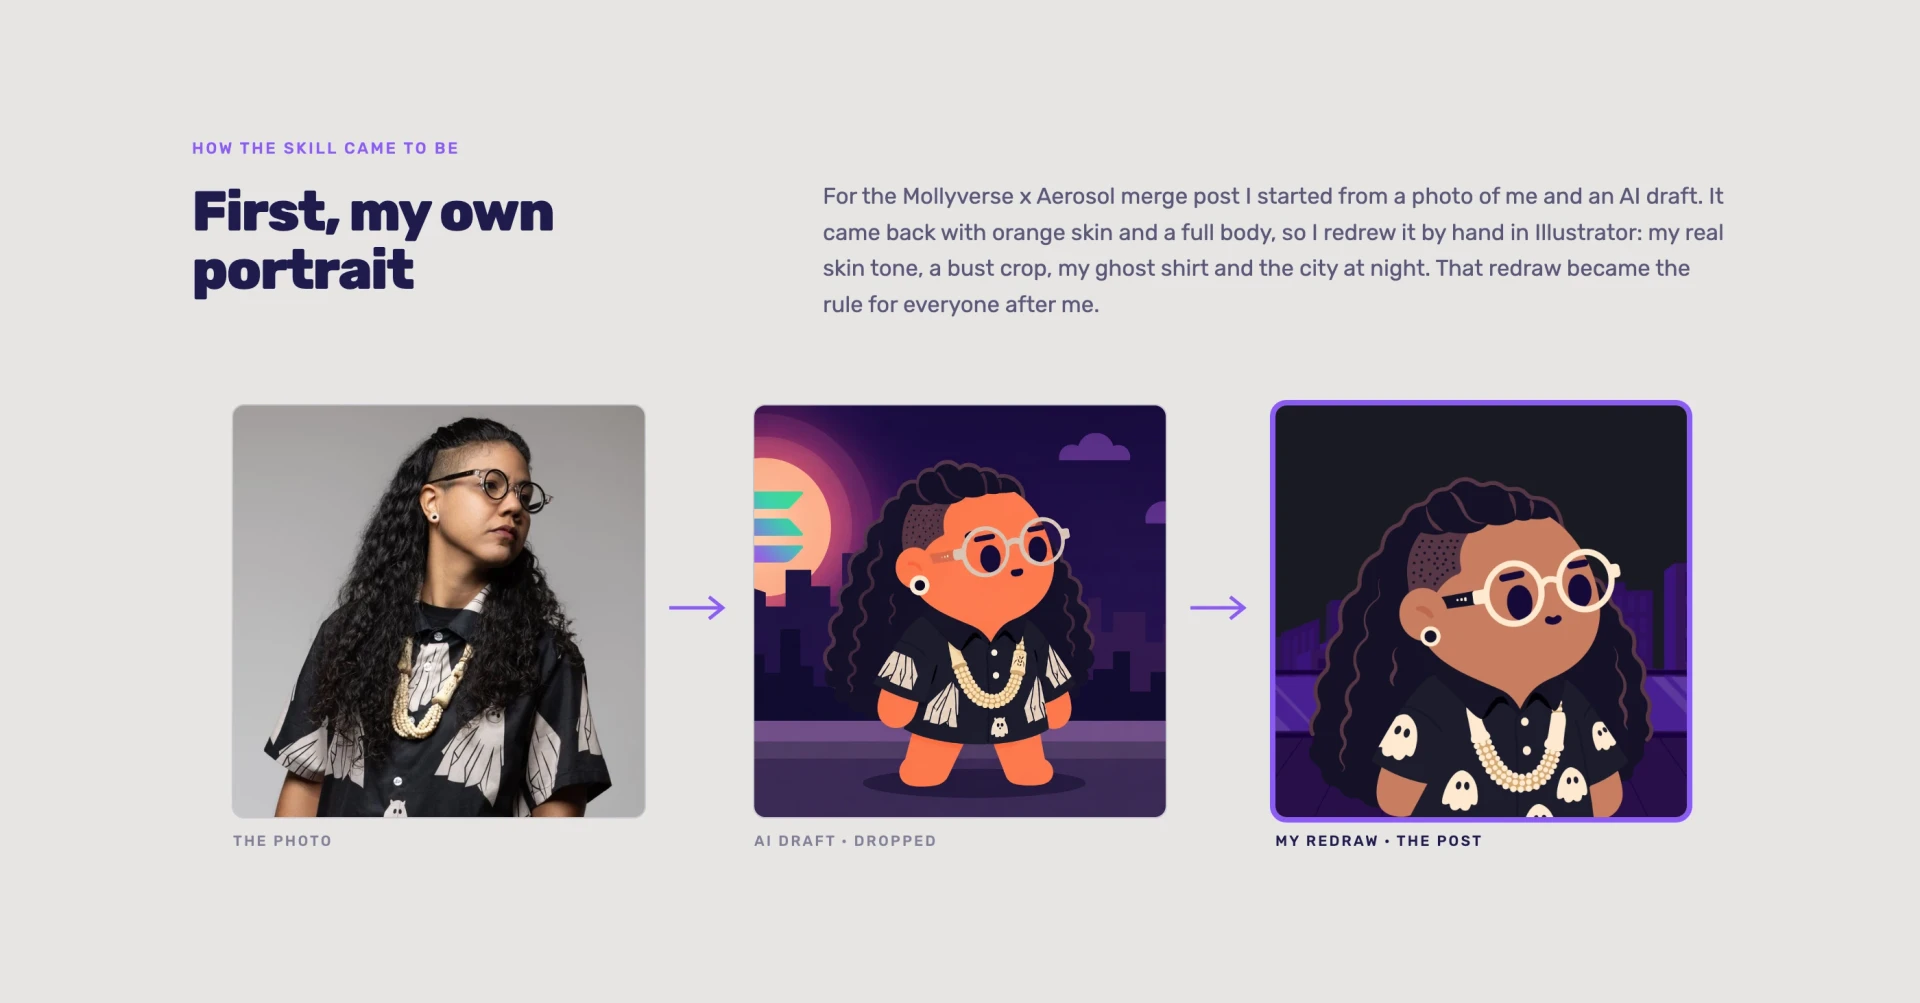 HOW THE SKILL CAME TO BE
First, my own
portrait
For the Mollyverse x Aerosol merge post I started from a photo of me and an AI draft. It
came back with orange skin and a full body, so I redrew it by hand in Illustrator: my real
skin tone, a bust crop, my ghost shirt and the city at night. That redraw became the
rule for everyone after me.
THE PHOTO
AI DRAFT • DROPPED
MY REDRAW • THE POST